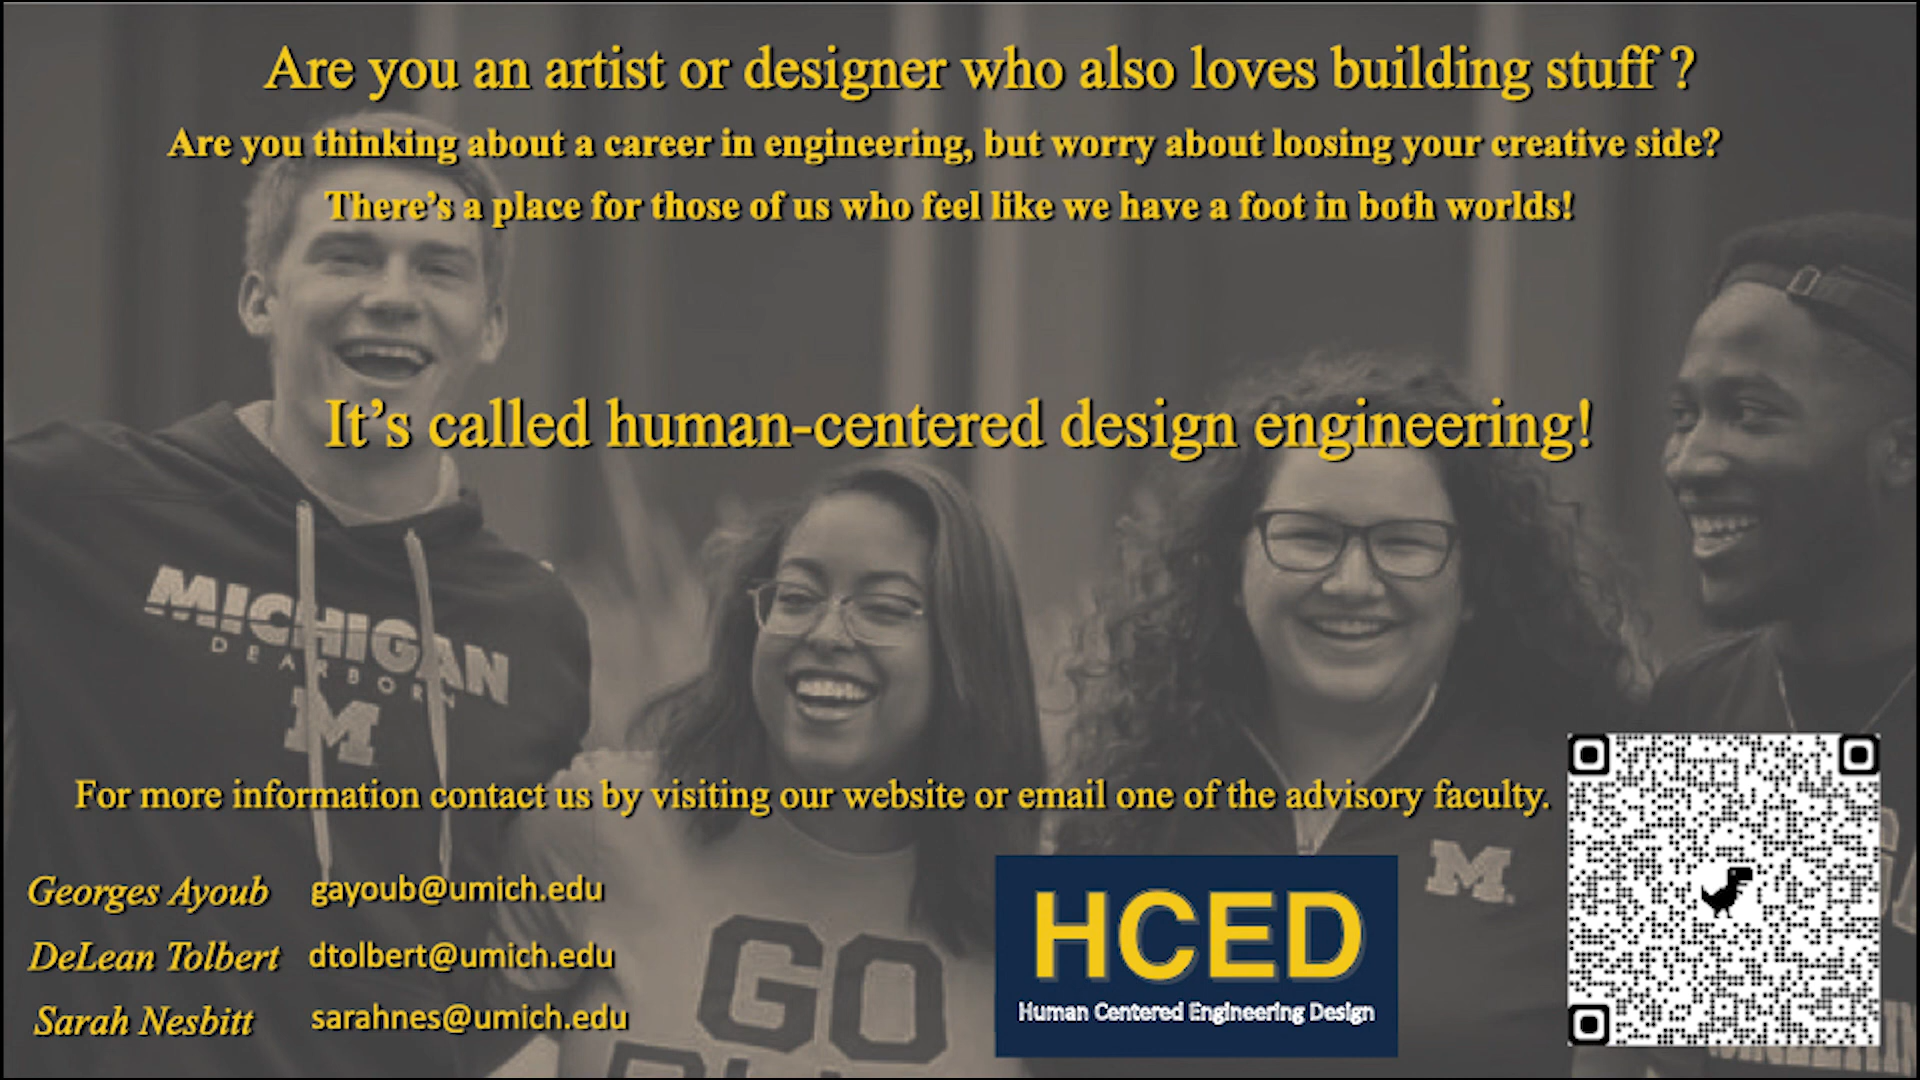 Are you an artist or designer who also loves building stuff ?
Are you thinking about a career in engineering, but worry about loosing your creative side?
There's a place for those of us who feel like we have a foot in both worlds!
It's called human-centered design engineering!
MICHIGAN
DEARBORN
M
For more information contact us by visiting our website or email one of the advisory faculty.
M
Georges Ayoub gayoub@umich.edu
DeLean Tolbert dtolbert@umich.edu
Sarah Nesbitt sarahnes@umich.edu
GO
HCED
Human Centered Engineering Design